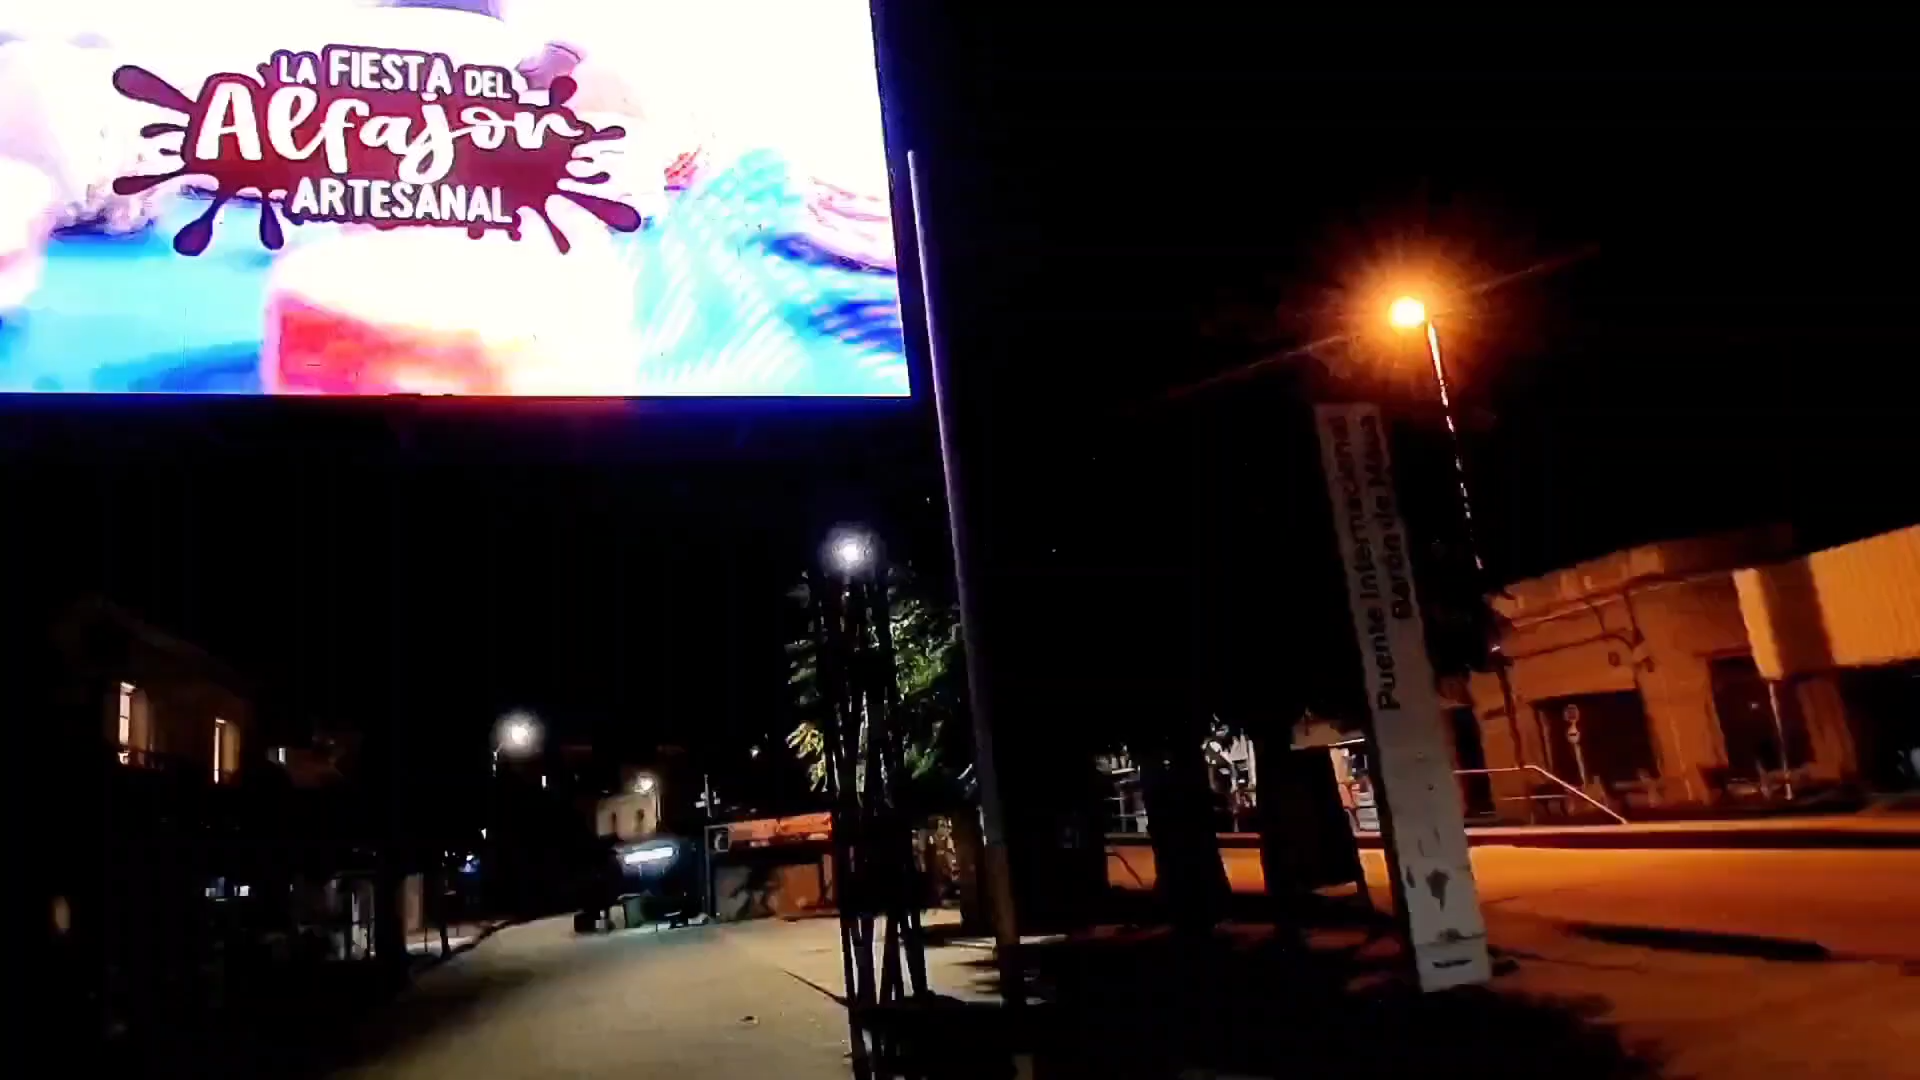 LA FIESTA DEL
Alfajor
ARTESANAL
Puente Internacional
Barón de Mauá